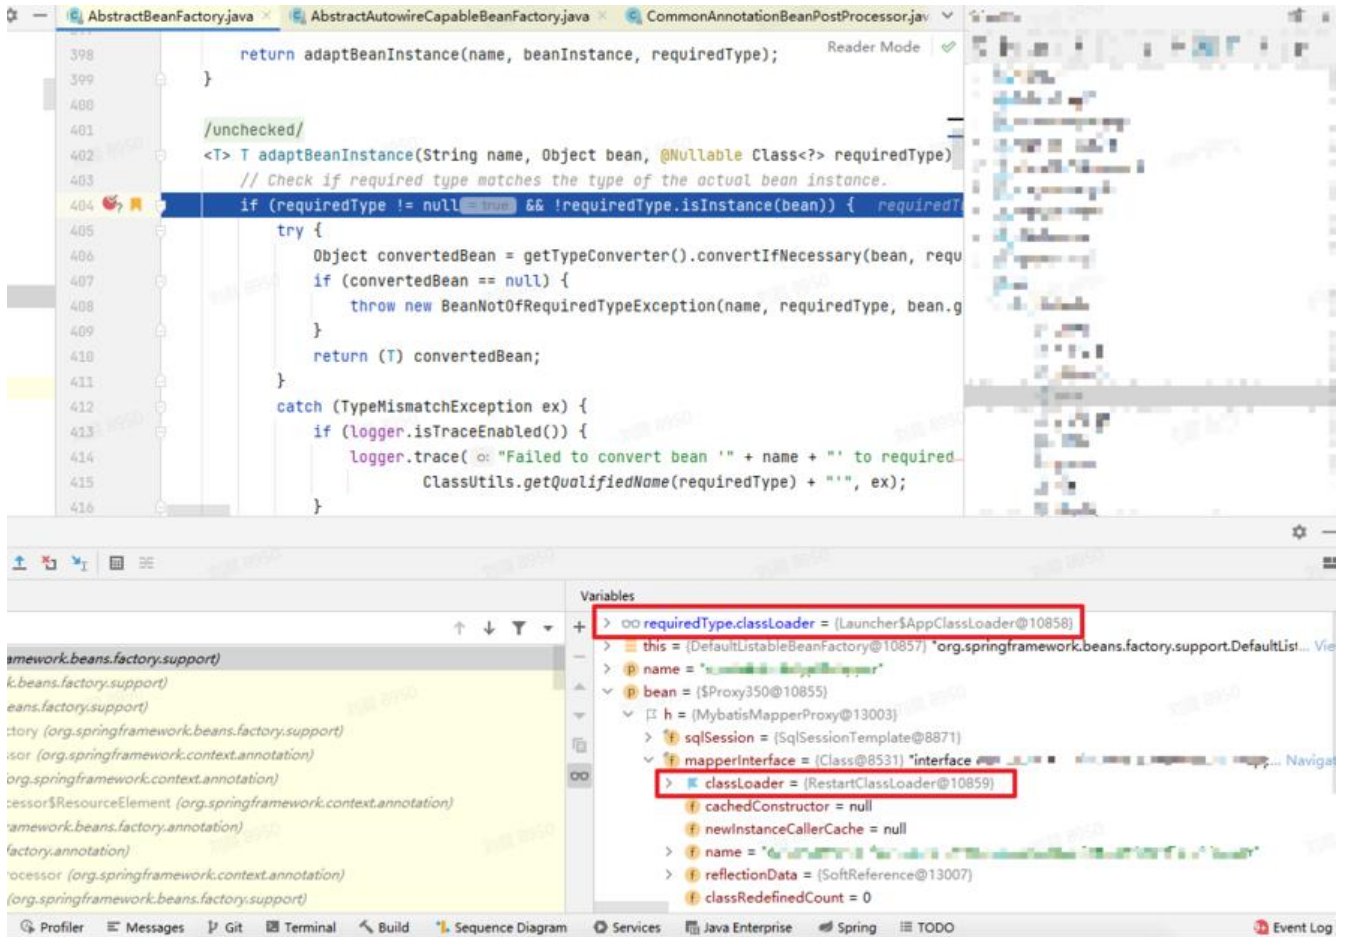 AbstractBeanFactory.java × AbstractAutowireCapableBeanFactory.java × CommonAnnotationBeanPostProcessor.jav
398 return adaptBeanInstance(name, beanInstance, requiredType); Reader Mode
399 }
400
401 /unchecked/
402 <T> T adaptBeanInstance(String name, Object bean, @Nullable Class<?> requiredType)
403 // Check if required type matches the type of the actual bean instance.
404 if (requiredType != null = true && !requiredType.isInstance(bean)) { requiredT
405 try {
406 Object convertedBean = getTypeConverter().convertIfNecessary(bean, requ
407 if (convertedBean == null) {
408 throw new BeanNotOfRequiredTypeException(name, requiredType, bean.g
409 }
410 return (T) convertedBean;
411 }
412 catch (TypeMismatchException ex) {
413 if (logger.isTraceEnabled()) {
414 logger.trace( o: "Failed to convert bean '" + name + "' to required
415 ClassUtils.getQualifiedName(requiredType) + "'", ex);
416 }
Variables
requiredType.classLoader = {Launcher$AppClassLoader@10858}
this = {DefaultListableBeanFactory@10857} "org.springframework.beans.factory.support.DefaultList... Vie
name = "
bean = {$Proxy350@10855}
h = {MybatisMapperProxy@13003}
sqlSession = {SqlSessionTemplate@8871}
mapperInterface = {Class@8531} "interface ... Navigat
classLoader = {RestartClassLoader@10859}
cachedConstructor = null
newInstanceCallerCache = null
name = "
reflectionData = {SoftReference@13007}
classRedefinedCount = 0
amework.beans.factory.support)
k.beans.factory.support)
eans.factory.support)
ctory (org.springframework.beans.factory.support)
ssor (org.springframework.context.annotation)
org.springframework.context.annotation)
cessor$ResourceElement (org.springframework.context.annotation)
ramework.beans.factory.annotation)
factory.annotation)
rocessor (org.springframework.context.annotation)
(org.springframework.beans.factory.support)
Profiler Messages Git Terminal Build Sequence Diagram Services Java Enterprise Spring TODO Event Log